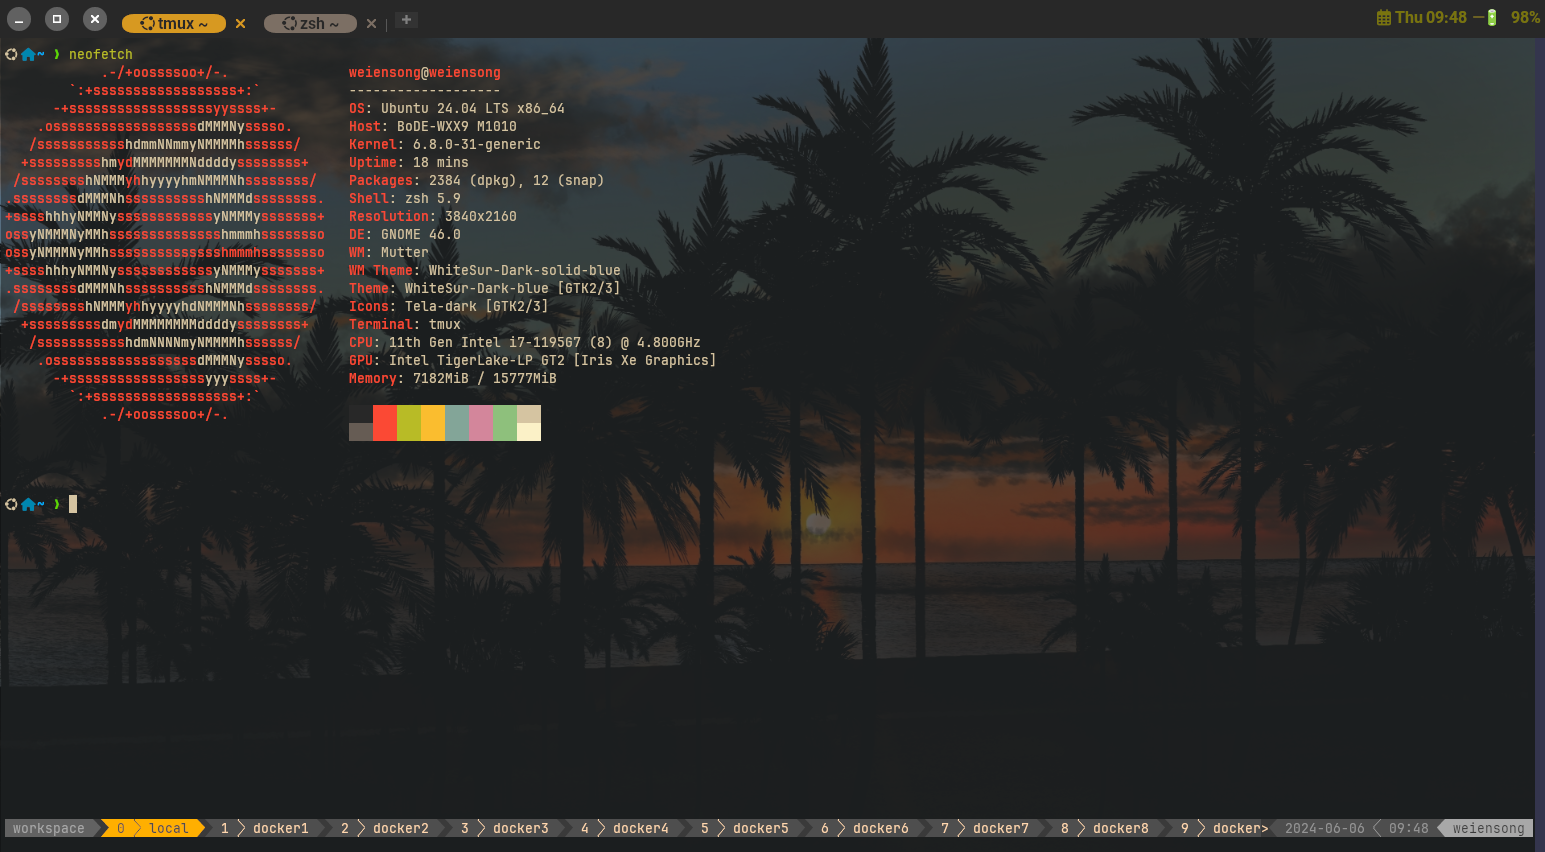 tmux ~
zsh ~
Thu 09:48
98%
~ ❯ neofetch
.-/+oossssoo+/-.
`:+ssssssssssssssssss+:`
-+ssssssssssssssssssyyssss+-
.ossssssssssssssssssdMMMNysssso.
/ssssssssssshdmmNNmmyNMMMMhssssss/
+ssssssssshmydMMMMMMMNddddyssssssss+
/sssssssshNMMMyhhyyyyhmNMMMNhssssssss/
.ssssssssdMMMNhsssssssssshNMMMdssssssss.
+sssshhhyNMMNyssssssssssssyNMMMysssssss+
ossyNMMMNyMMhsssssssssssssshmmmhssssssso
ossyNMMMNyMMhsssssssssssssshmmmhssssssso
+sssshhhyNMMNyssssssssssssyNMMMysssssss+
.ssssssssdMMMNhsssssssssshNMMMdssssssss.
/sssssssshNMMMyhhyyyyhdNMMMNhssssssss/
+sssssssssdmydMMMMMMMMddddyssssssss+
/ssssssssssshdmNNNNmyNMMMMhssssss/
.ossssssssssssssssssdMMMNysssso.
-+sssssssssssssssssyyyssss+-
`:+ssssssssssssssssss+:`
.-/+oossssoo+/-.
weiensong@weiensong
-------------------
OS: Ubuntu 24.04 LTS x86_64
Host: BoDE-WXX9 M1010
Kernel: 6.8.0-31-generic
Uptime: 18 mins
Packages: 2384 (dpkg), 12 (snap)
Shell: zsh 5.9
Resolution: 3840x2160
DE: GNOME 46.0
WM: Mutter
WM Theme: WhiteSur-Dark-solid-blue
Theme: WhiteSur-Dark-blue [GTK2/3]
Icons: Tela-dark [GTK2/3]
Terminal: tmux
CPU: 11th Gen Intel i7-1195G7 (8) @ 4.800GHz
GPU: Intel TigerLake-LP GT2 [Iris Xe Graphics]
Memory: 7182MiB / 15777MiB
~ ❯
workspace 0 local 1 docker1 2 docker2 3 docker3 4 docker4 5 docker5 6 docker6 7 docker7 8 docker8 9 docker> 2024-06-06 09:48 weiensong